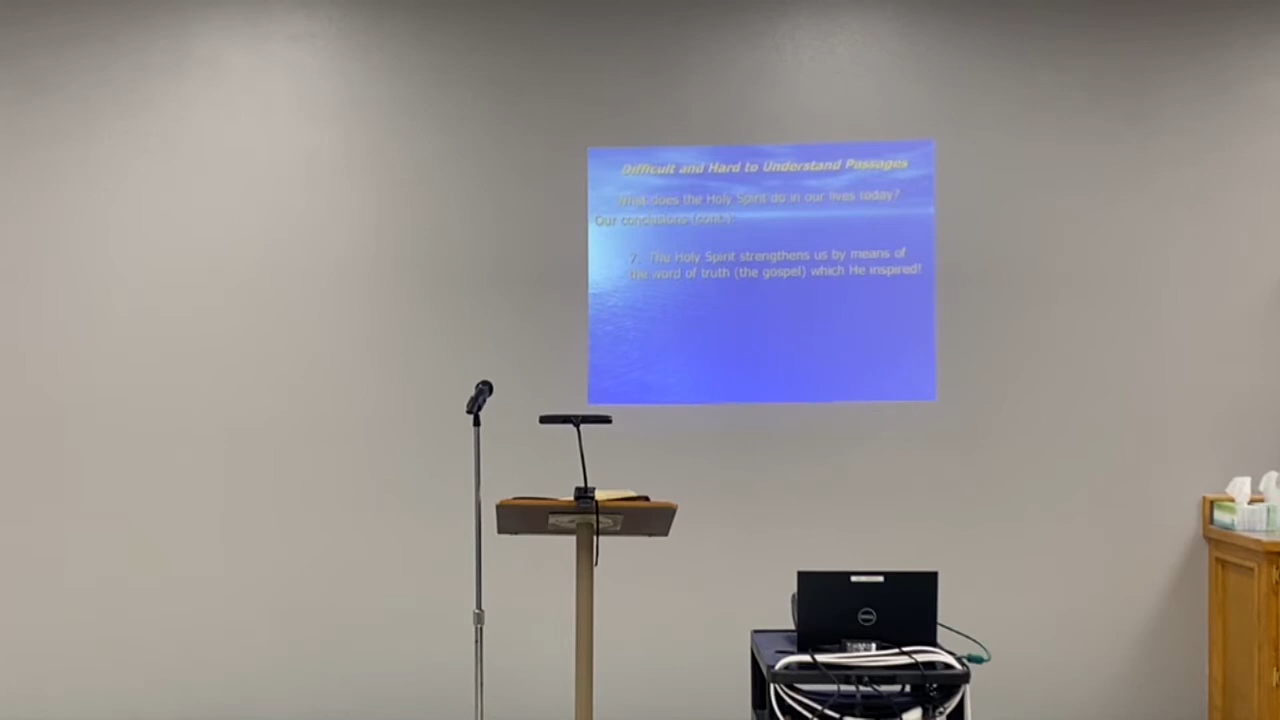 Difficult and Hard to Understand Passages
What does the Holy Spirit do in our lives today?
Our conclusions (cont.):
7. The Holy Spirit strengthens us by means of
the word of truth (the gospel) which He inspired!
DELL